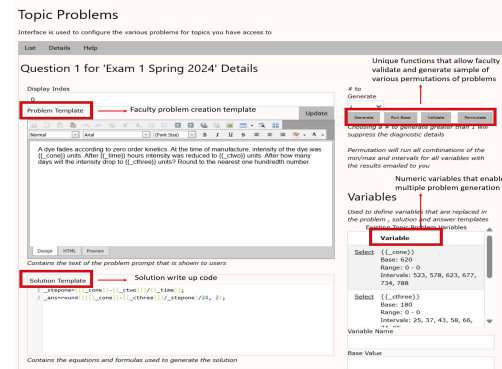 Topic Problems
Interface is used to configure the various problems for topics you have access to
List Details Help
Question 1 for 'Exam 1 Spring 2024' Details
Display Index
0
Problem Template
Faculty problem creation template
Update
Normal Arial (Font Size)
A dye fades according to zero order kinetics. At the time of manufacture, intensity of the dye was
{{_cone}} units. After {{_time}} hours intensity was reduced to {{_ctwo}} units. After how many
days will the intensity drop to {{_cthree}} units? Round to the nearest one hundredth number.
Design HTML Preview
Contains the text of the problem prompt that is shown to users
Solution Template
Solution write up code
1 _stepone=({{_cone}}-{{_ctwo}})/{{_time}};
2 _ans=round(
/_stepone)/24, 2);
Contains the equations and formulas used to generate the solution
Unique functions that allow faculty
validate and generate sample of
various permutations of problems
# to
Generate
1
Generate Run Base Validate Permutate
Choosing a # to generate greater than 1 will
suppress the diagnostic details
Permutation will run all combinations of the
min/max and intervals for all variables with
the results emailed to you
Numeric variables that enable
multiple problem generation
Variables
Used to define variables that are replaced in
the problem , solution and answer templates
Existing Topic Problem Variables
Variable
Select {{_cone}}
Base: 620
Range: 0 - 0
Intervals: 523, 578, 623, 677,
734, 788
Select {{_cthree}}
Base: 180
Range: 0 - 0
Intervals: 25, 37, 43, 58, 66,
Variable Name
Base Value